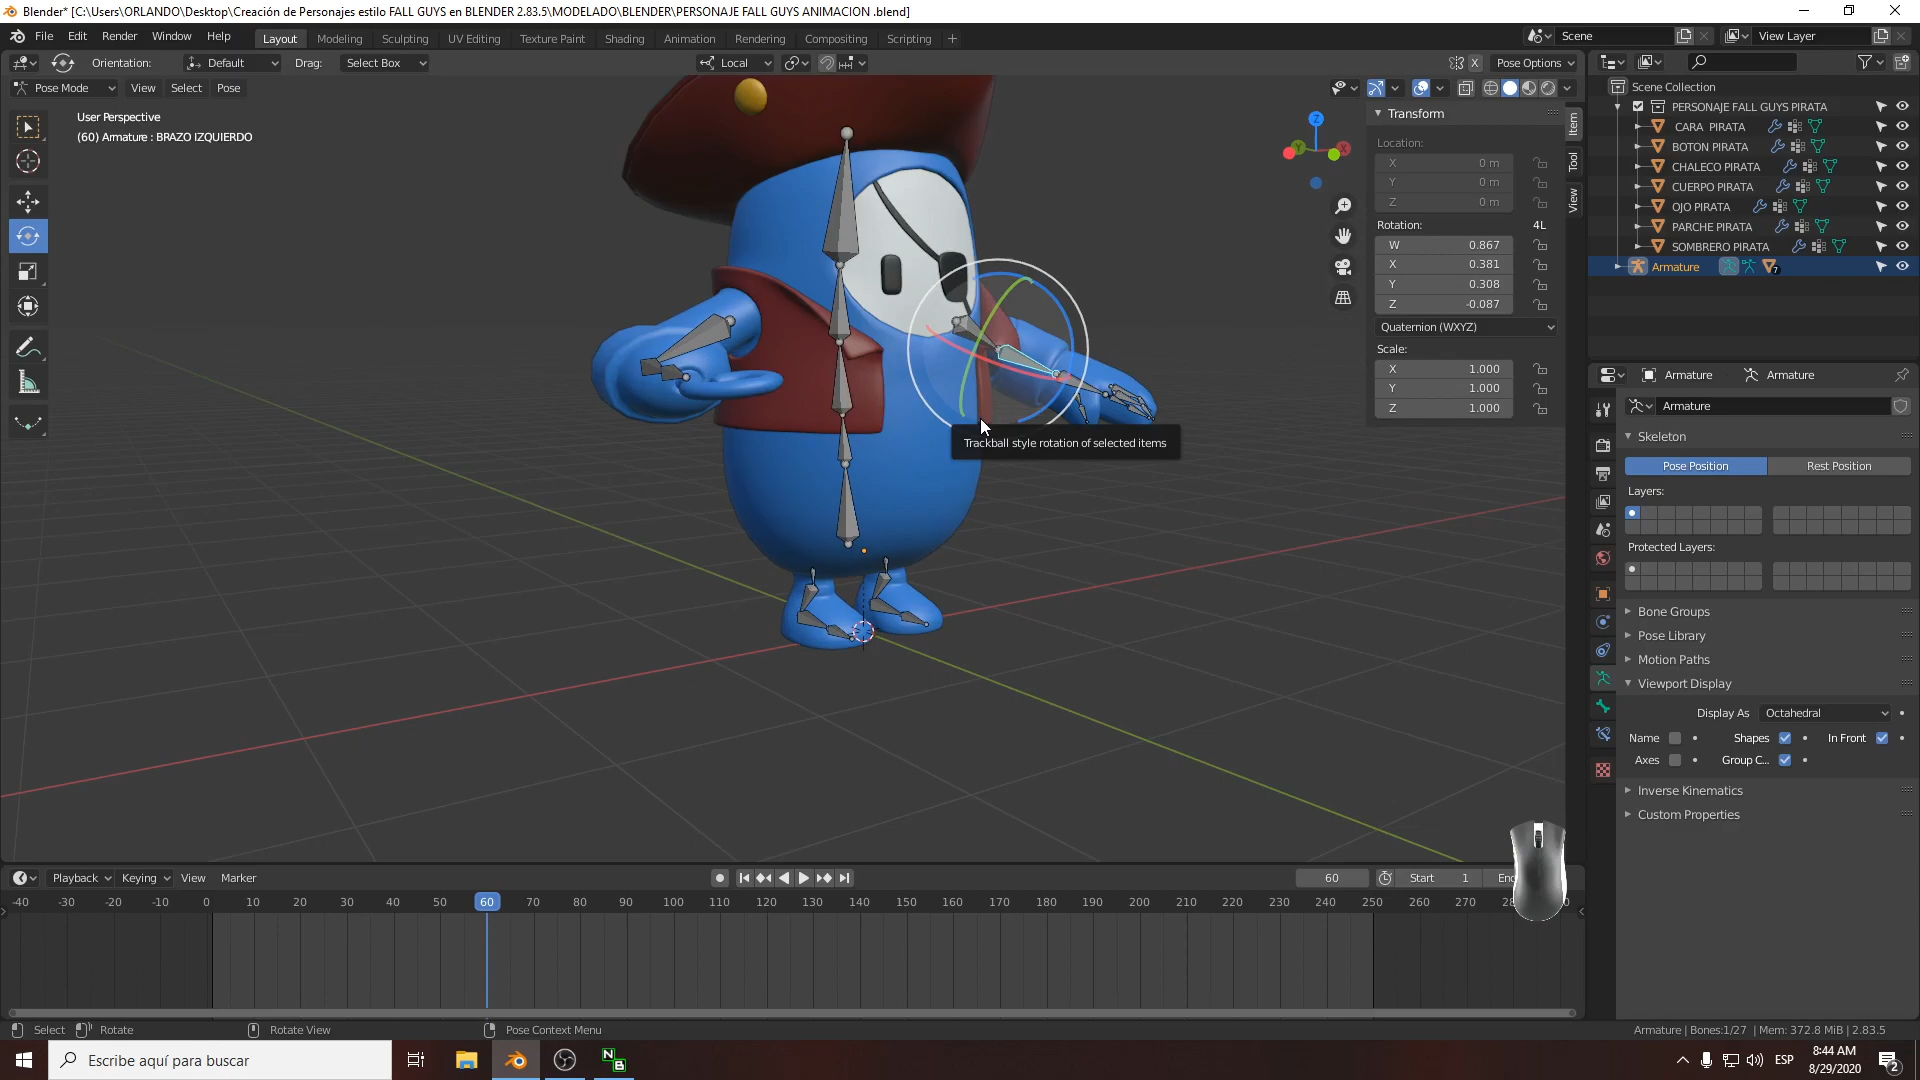 Blender* [C:\Users\ORLANDO\Desktop\Creación de Personajes estilo FALL GUYS en BLENDER 2.83.5\MODELADO\BLENDER\PERSONAJE FALL GUYS ANIMACION .blend]
File Edit Render Window Help Layout Modeling Sculpting UV Editing Texture Paint Shading Animation Rendering Compositing Scripting Scene View Layer
Orientation: Default Drag: Select Box Local X Pose Options
Pose Mode View Select Pose
User Perspective
(60) Armature : BRAZO IZQUIERDO
Transform
Location:
X 0 m
Y 0 m
Z 0 m
Rotation: 4L
W 0.867
X 0.381
Y 0.308
Z -0.087
Quaternion (WXYZ)
Scale:
X 1.000
Y 1.000
Z 1.000
Item
Tool
View
Z
Trackball style rotation of selected items
Scene Collection
PERSONAJE FALL GUYS PIRATA
CARA PIRATA
BOTON PIRATA
CHALECO PIRATA
CUERPO PIRATA
OJO PIRATA
PARCHE PIRATA
SOMBRERO PIRATA
Armature 7
Armature Armature
Armature
Skeleton
Pose Position Rest Position
Layers:
Protected Layers:
Bone Groups
Pose Library
Motion Paths
Viewport Display
Display As Octahedral
Name Shapes In Front
Axes Group C...
Inverse Kinematics
Custom Properties
Playback Keying View Marker 60 Start 1
-40 -30 -20 -10 0 10 20 30 40 50 60 70 80 90 100 110 120 130 140 150 160 170 180 190 200 210 220 230 240 250 260 270
Select Rotate Rotate View Pose Context Menu Armature | Bones:1/27 | Mem: 372.8 MiB | 2.83.5
Escribe aquí para buscar
N B
ESP
8:44 AM
8/29/2020
2